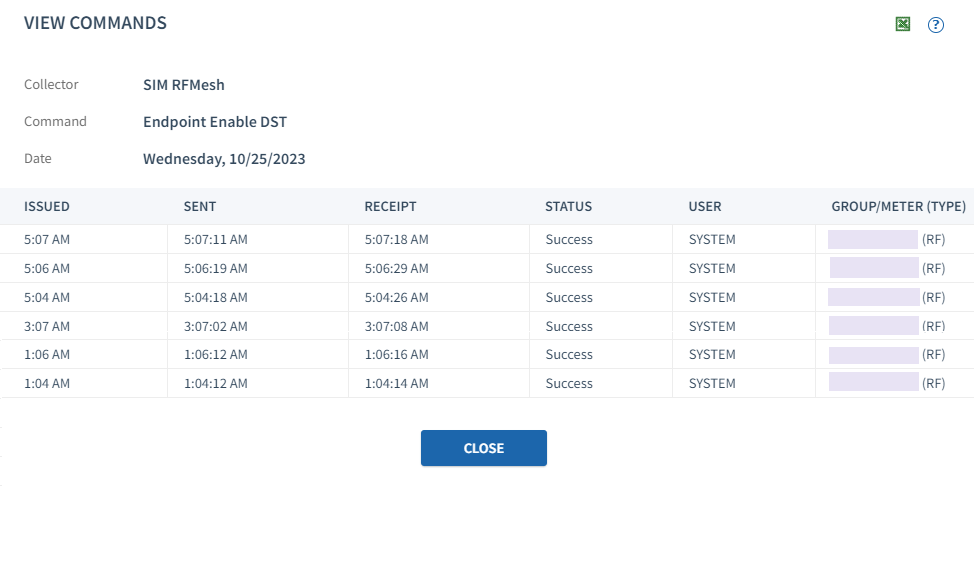 VIEW COMMANDS
?
Collector SIM RFMesh
Command Endpoint Enable DST
Date Wednesday, 10/25/2023
ISSUED SENT RECEIPT STATUS USER GROUP/METER (TYPE)
5:07 AM 5:07:11 AM 5:07:18 AM Success SYSTEM (RF)
5:06 AM 5:06:19 AM 5:06:29 AM Success SYSTEM (RF)
5:04 AM 5:04:18 AM 5:04:26 AM Success SYSTEM (RF)
3:07 AM 3:07:02 AM 3:07:08 AM Success SYSTEM (RF)
1:06 AM 1:06:12 AM 1:06:16 AM Success SYSTEM (RF)
1:04 AM 1:04:12 AM 1:04:14 AM Success SYSTEM (RF)
CLOSE